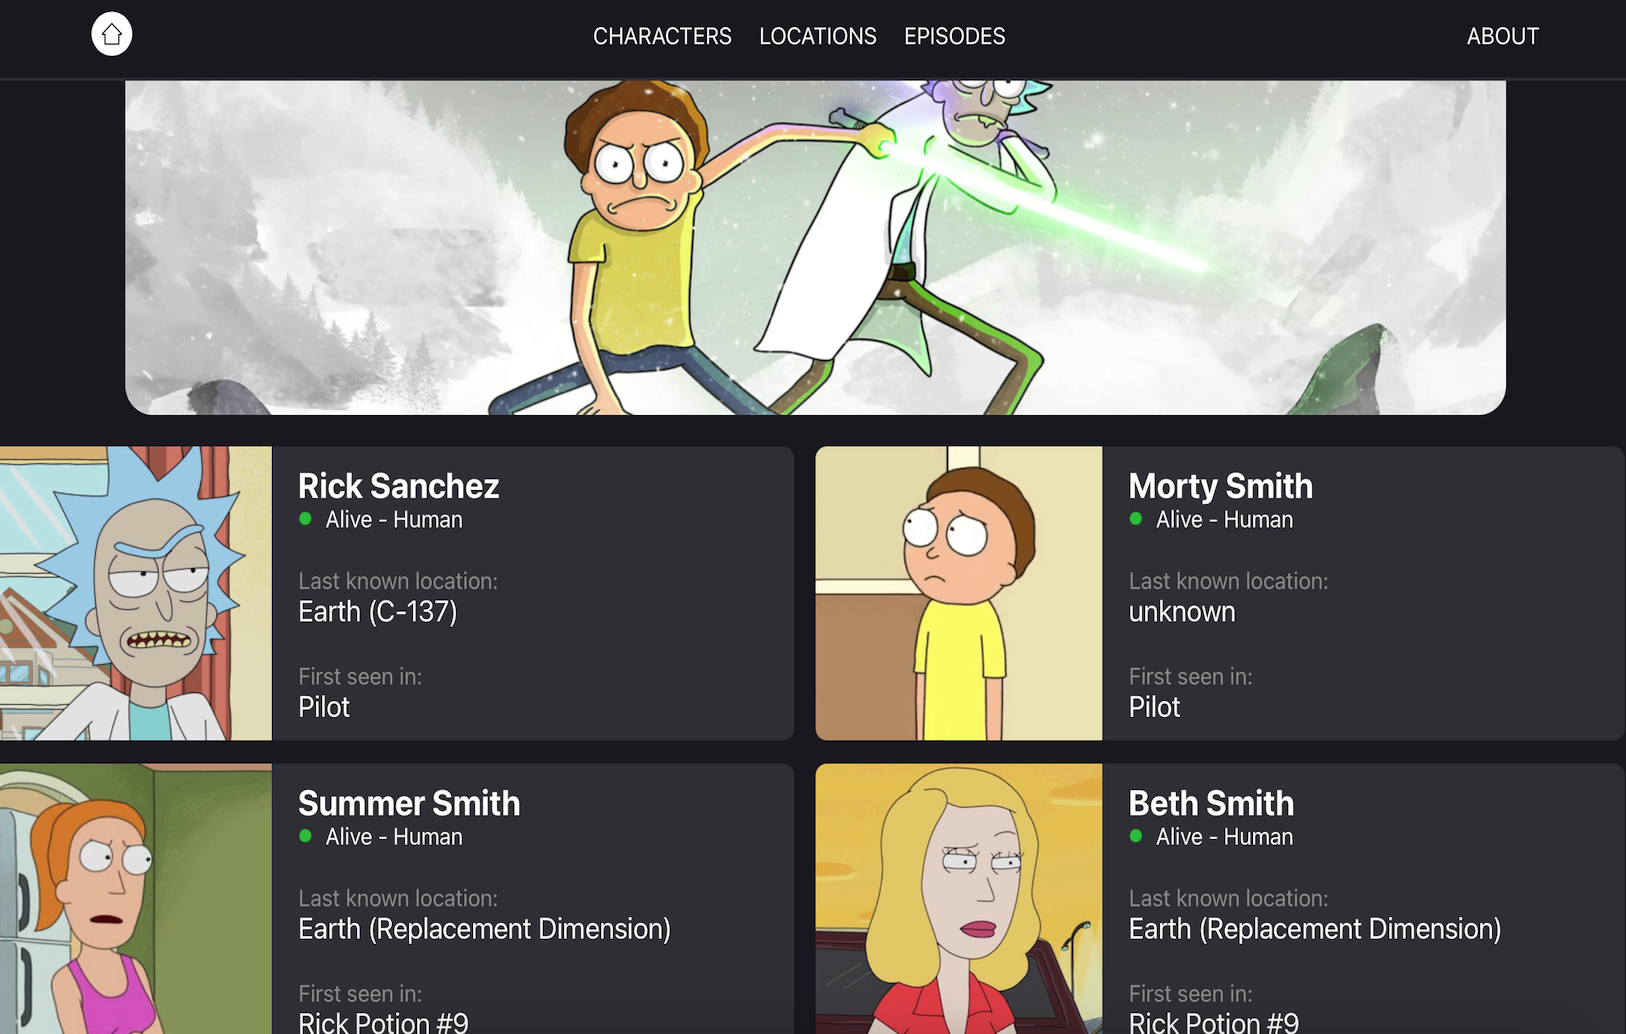 CHARACTERS LOCATIONS EPISODES ABOUT
Rick Sanchez
Alive - Human
Last known location:
Earth (C-137)
First seen in:
Pilot
Morty Smith
Alive - Human
Last known location:
unknown
First seen in:
Pilot
Summer Smith
Alive - Human
Last known location:
Earth (Replacement Dimension)
First seen in:
Rick Potion #9
Beth Smith
Alive - Human
Last known location:
Earth (Replacement Dimension)
First seen in:
Rick Potion #9